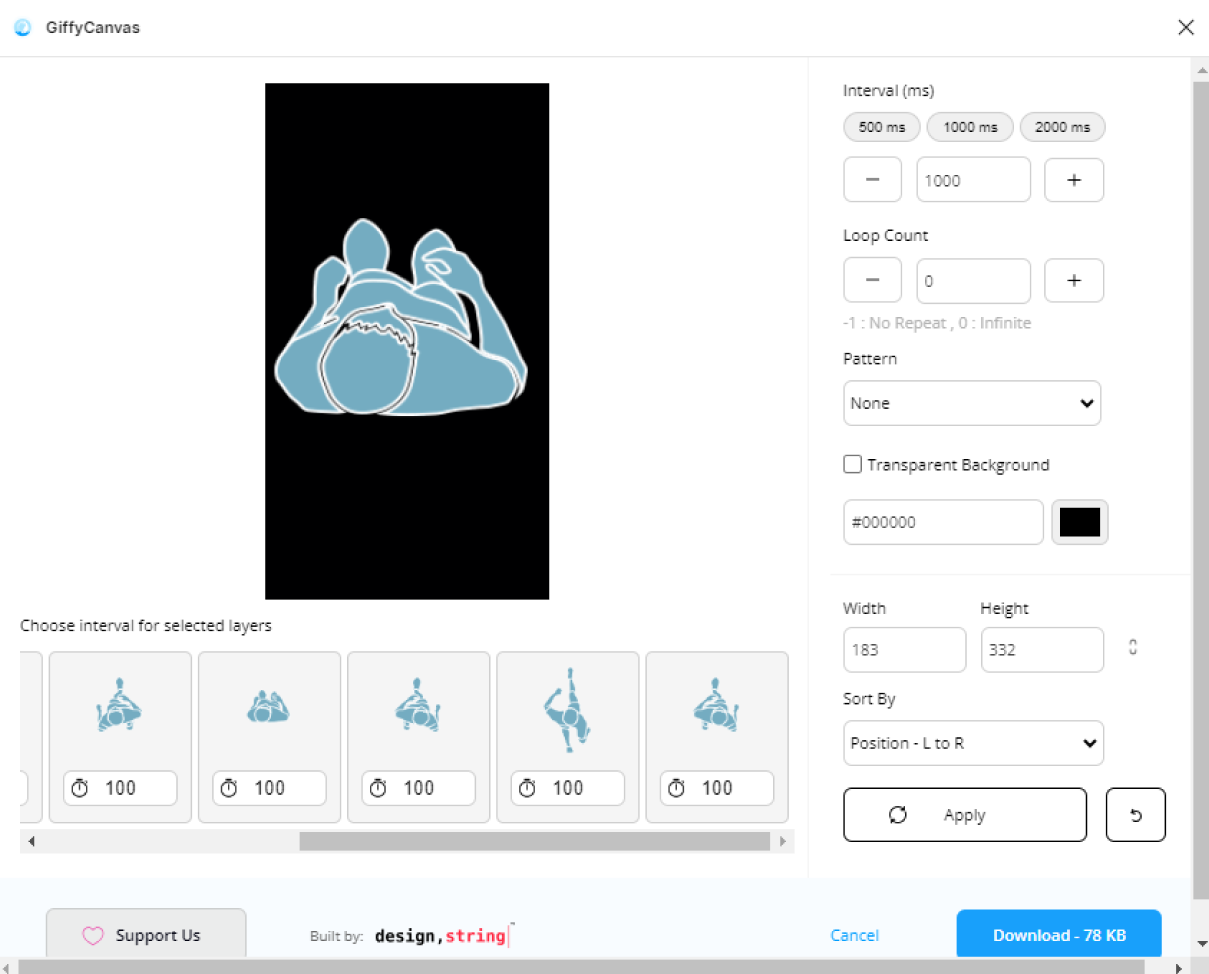 GiffyCanvas
Interval (ms)
500 ms 1000 ms 2000 ms
1000
Loop Count
0
-1 : No Repeat , 0 : Infinite
Pattern
None
Transparent Background
#000000
Width Height
183 332
Sort By
Position - L to R
Apply
Choose interval for selected layers
100 100 100 100 100
Support Us
Built by: design,string
Cancel
Download - 78 KB